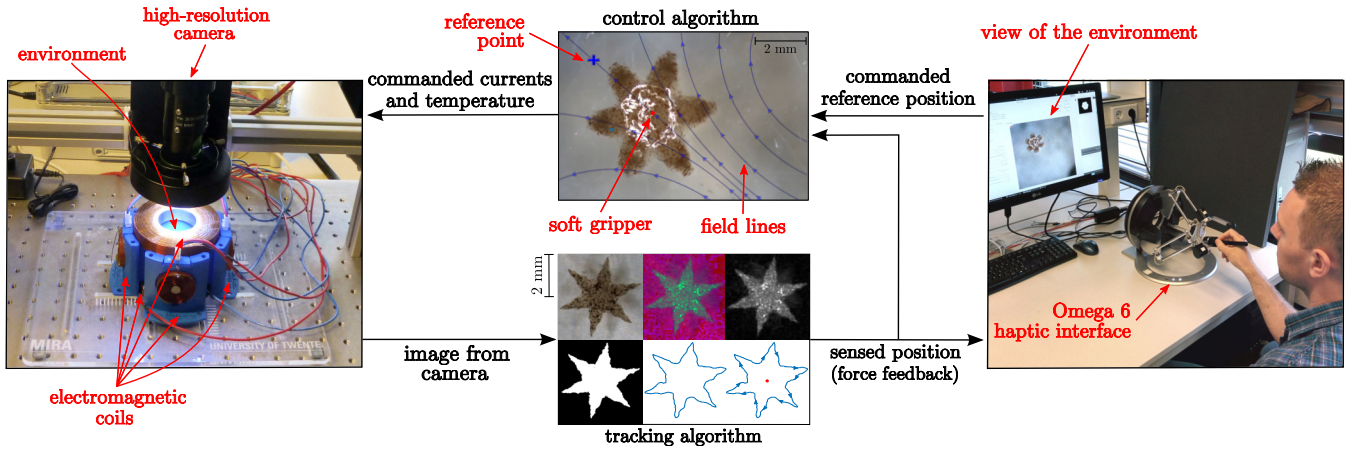 high-resolution
camera
environment
electromagnetic
coils
MIRA
UNIVERSITY OF TWENTE
commanded currents
and temperature
image from
camera
control algorithm
reference
point
2 mm
soft gripper
field lines
2 mm
tracking algorithm
commanded
reference position
sensed position
(force feedback)
view of the environment
Omega 6
haptic interface